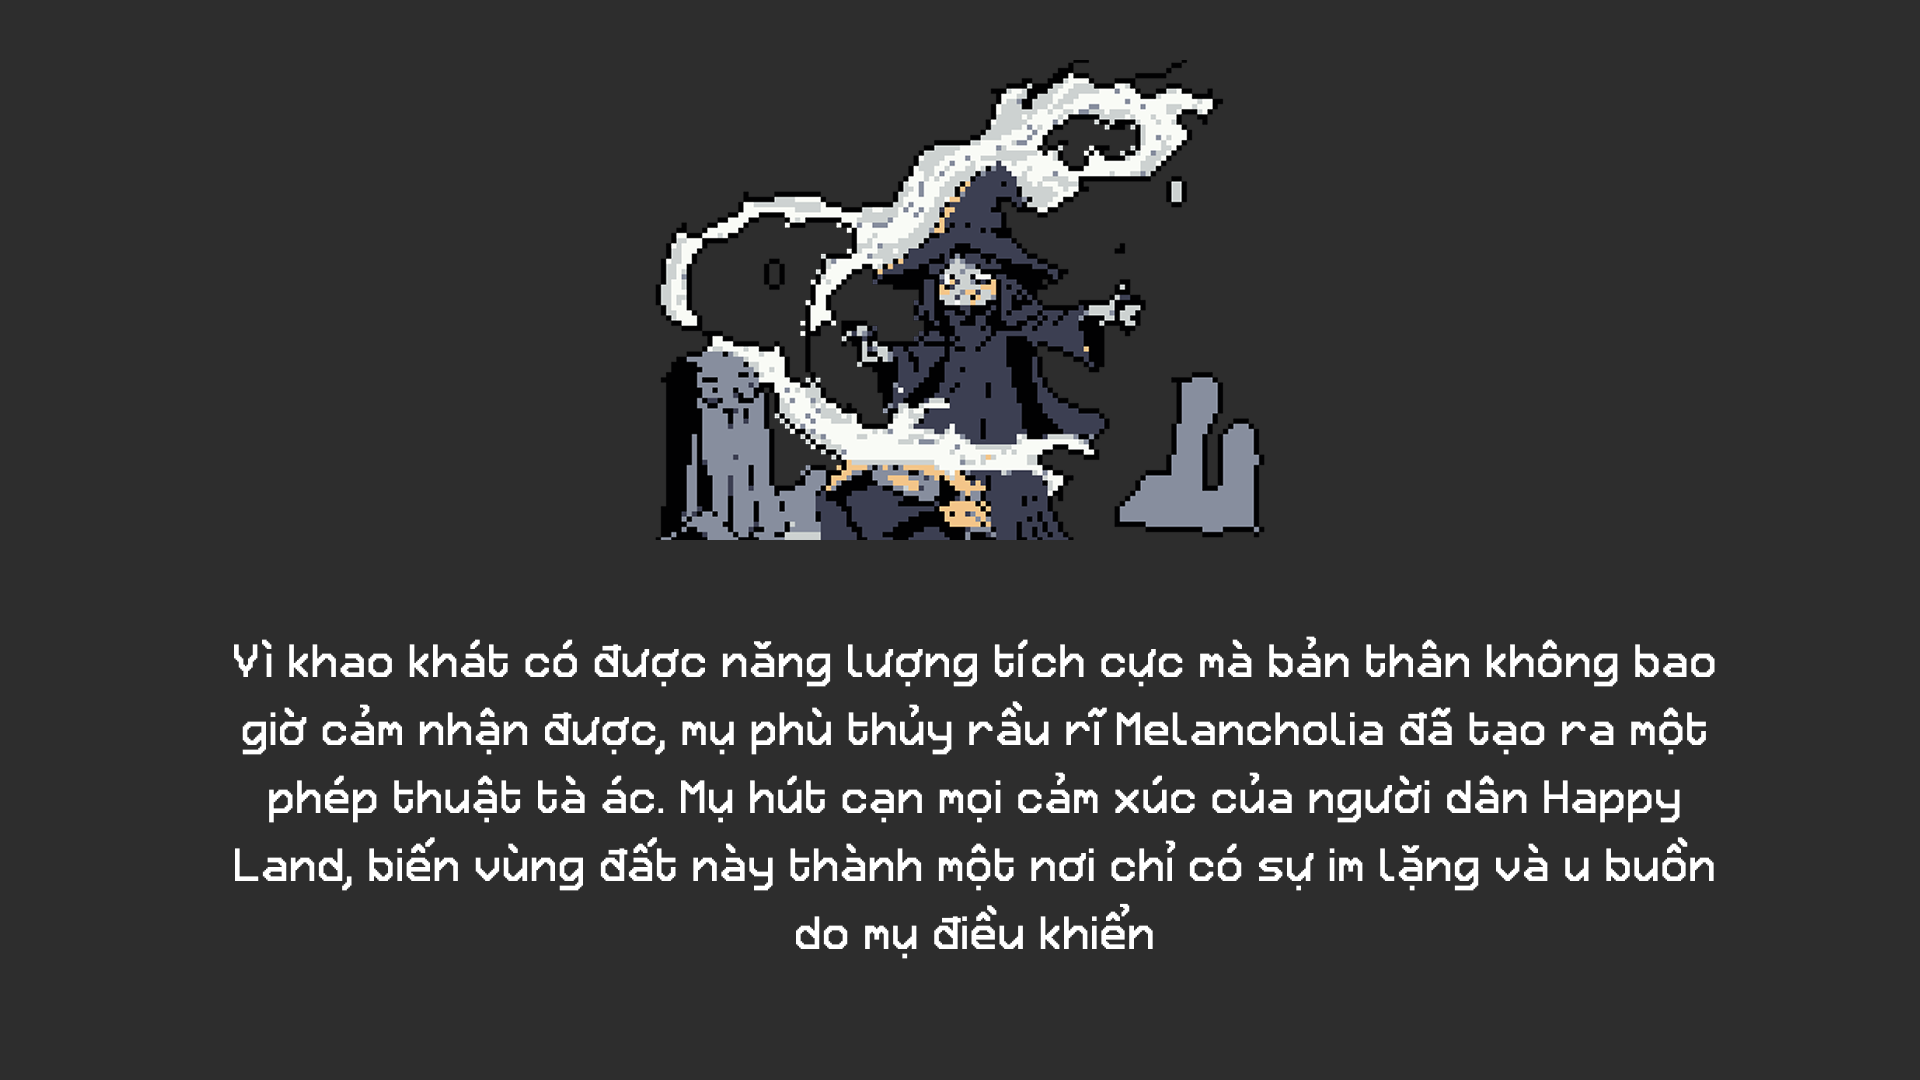 Vì khao khát có được năng lượng tích cực mà bản thân không bao
giờ cảm nhận được, mụ phù thủy rầu rĩ Melancholia đã tạo ra một
phép thuật tà ác. Mụ hút cạn mọi cảm xúc của người dân Happy
Land, biến vùng đất này thành một nơi chỉ có sự im lặng và u buồn
do mụ điều khiển